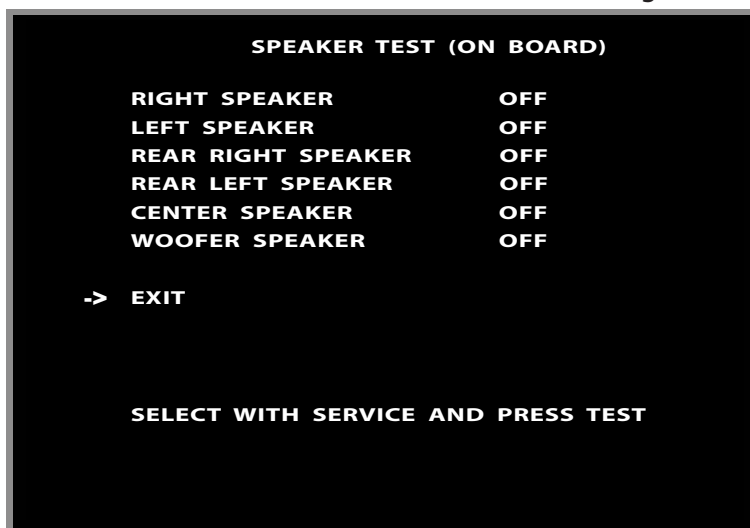 SPEAKER TEST (ON BOARD)
RIGHT SPEAKER OFF
LEFT SPEAKER OFF
REAR RIGHT SPEAKER OFF
REAR LEFT SPEAKER OFF
CENTER SPEAKER OFF
WOOFER SPEAKER OFF
-> EXIT
SELECT WITH SERVICE AND PRESS TEST